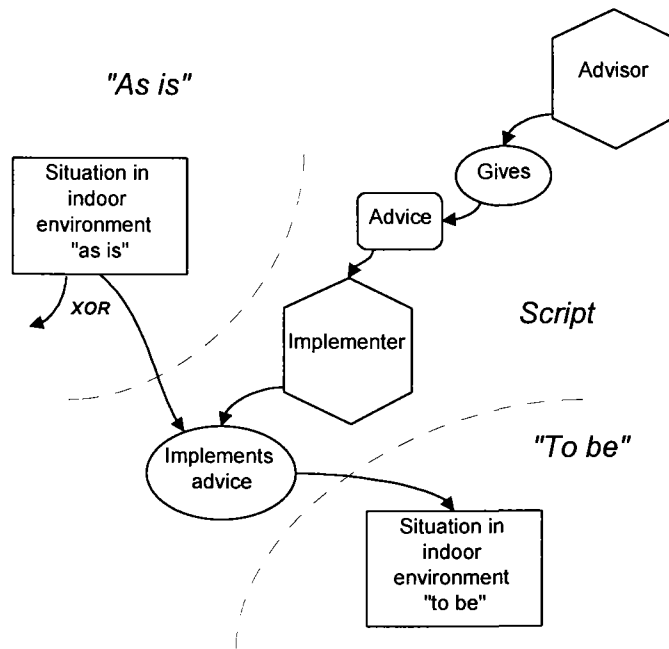 Advisor
"As is"
Situation in
indoor
environment
"as is"
Gives
Advice
XOR
Script
Implementer
"To be"
Implements
advice
Situation in
indoor
environment
"to be"